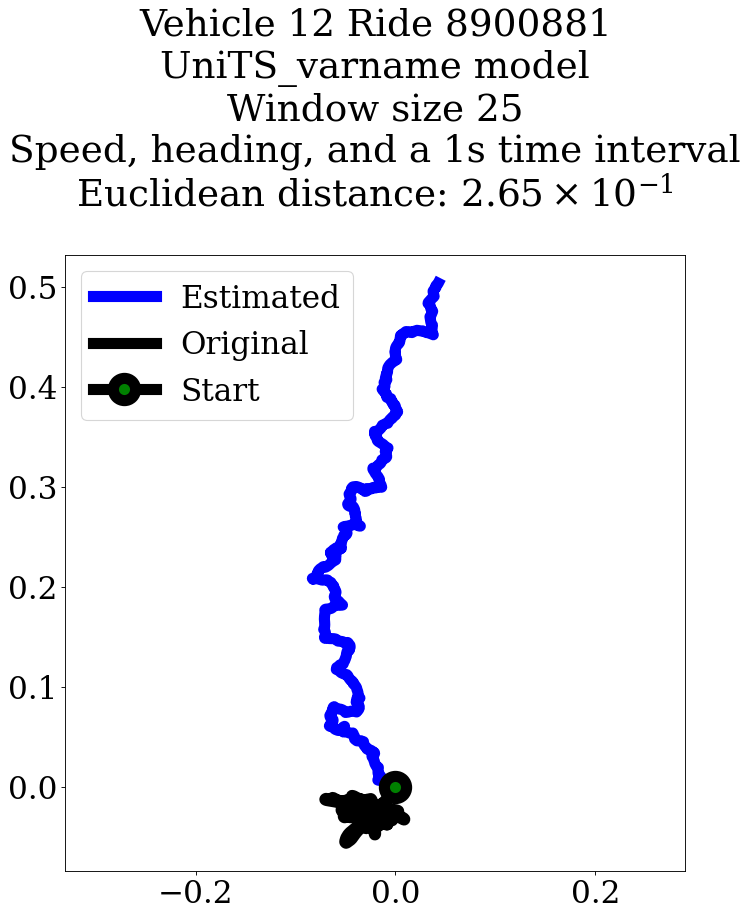 Vehicle 12 Ride 8900881
UniTS_varname model
Window size 25
Speed, heading, and a 1s time interval
Euclidean distance: 2.65 × 10⁻¹
Estimated
Original
Start
0.5
0.4
0.3
0.2
0.1
0.0
−0.2
0.0
0.2